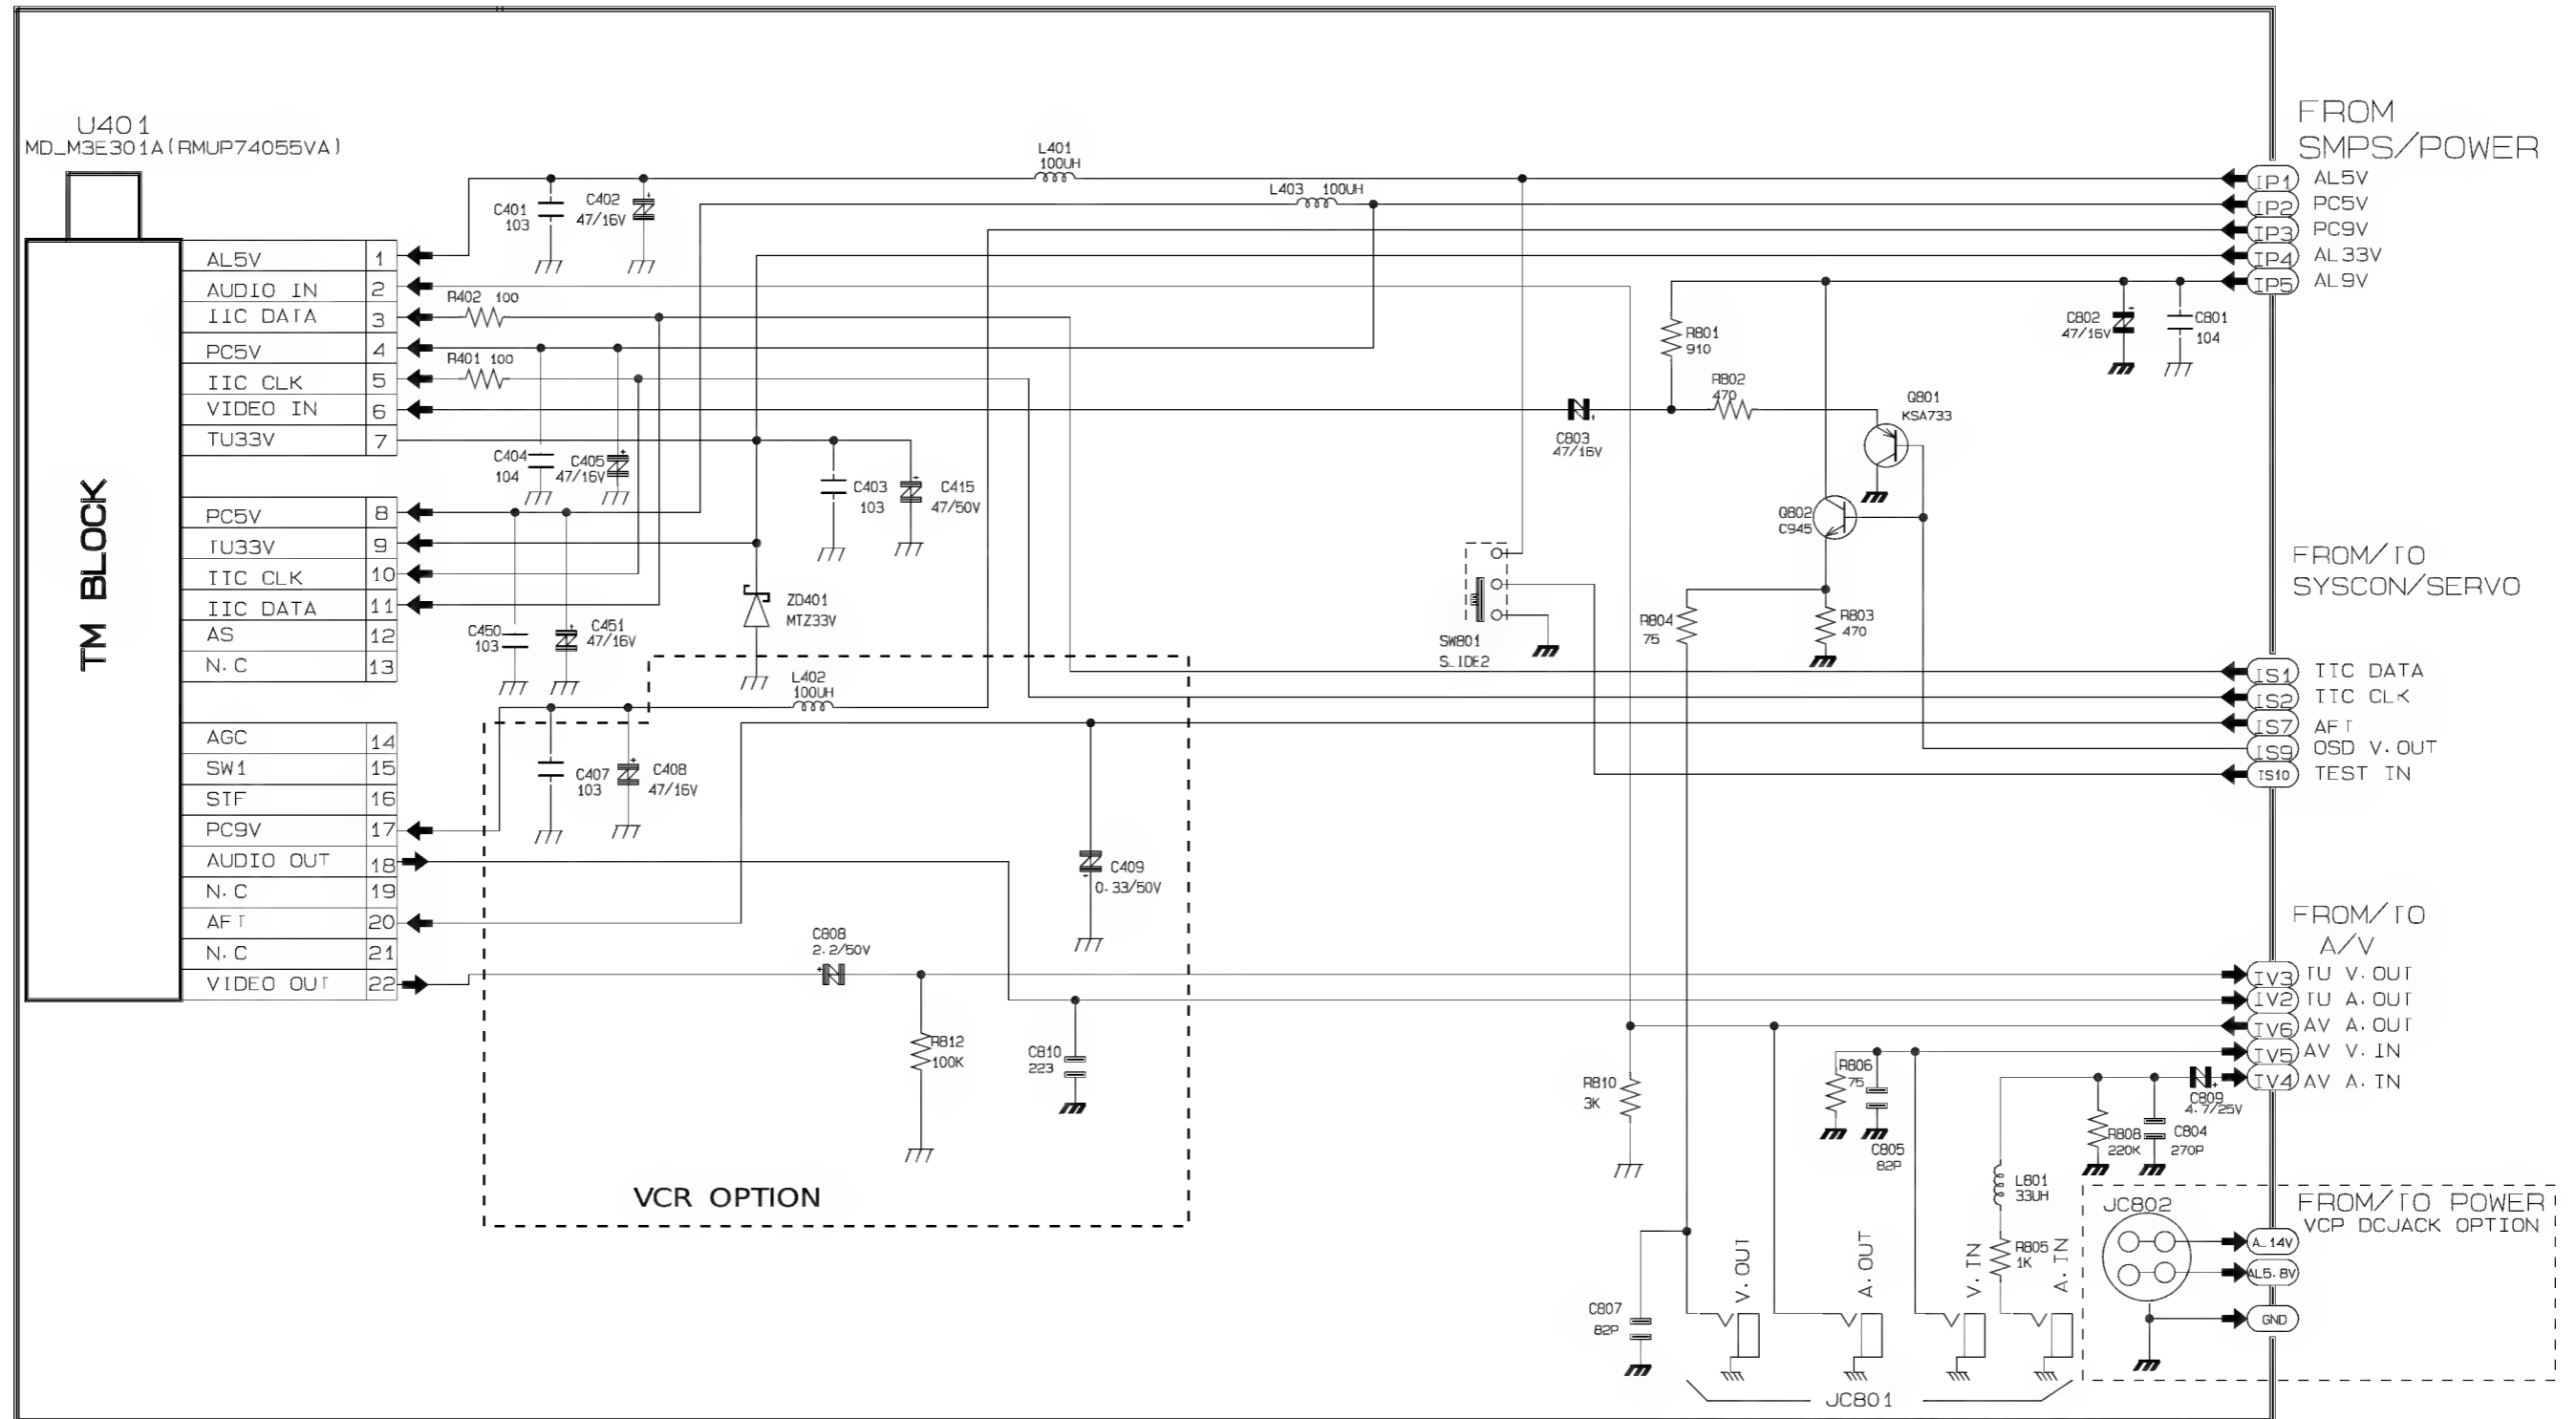 U401
MD_M3E301A(RMUP74055VA)
TM BLOCK
AL5V 1
AUDIO IN 2
IIC DATA 3
PC5V 4
IIC CLK 5
VIDEO IN 6
TU33V 7
PC5V 8
TU33V 9
IIC CLK 10
IIC DATA 11
AS 12
N.C 13
AGC 14
SW1 15
SIF 16
PC9V 17
AUDIO OUT 18
N.C 19
AFT 20
N.C 21
VIDEO OUT 22
C401
103
C402
47/16V
L401
100UH
L403 100UH
R402 100
R401 100
C404
104
C405
47/16V
C403
103
C415
47/50V
C450
103
C451
47/16V
ZD401
MTZ33V
L402
100UH
C407
103
C408
47/16V
C409
0.33/50V
C808
2.2/50V
R812
100K
C810
223
VCR OPTION
R801
910
R802
470
C803
47/16V
Q801
KSA733
Q802
C945
C802
47/16V
C801
104
SW801
SLIDE2
R804
75
R803
470
R810
3K
R806
75
C805
82P
R808
220K
C804
270P
C809
4.7/25V
L801
33UH
R805
1K
C807
82P
V.OUT
A.OUT
V.IN
A.IN
JC801
JC802
FROM
SMPS/POWER
IP1 AL5V
IP2 PC5V
IP3 PC9V
IP4 AL33V
IP5 AL9V
FROM/TO
SYSCON/SERVO
IS1 IIC DATA
IS2 IIC CLK
IS7 AFT
IS9 OSD V.OUT
IS10 TEST IN
FROM/TO
A/V
IV3 TU V.OUT
IV2 TU A.OUT
IV6 AV A.OUT
IV5 AV V.IN
IV4 AV A.IN
FROM/TO POWER
VCP DCJACK OPTION
AL14V
AL5.8V
GND